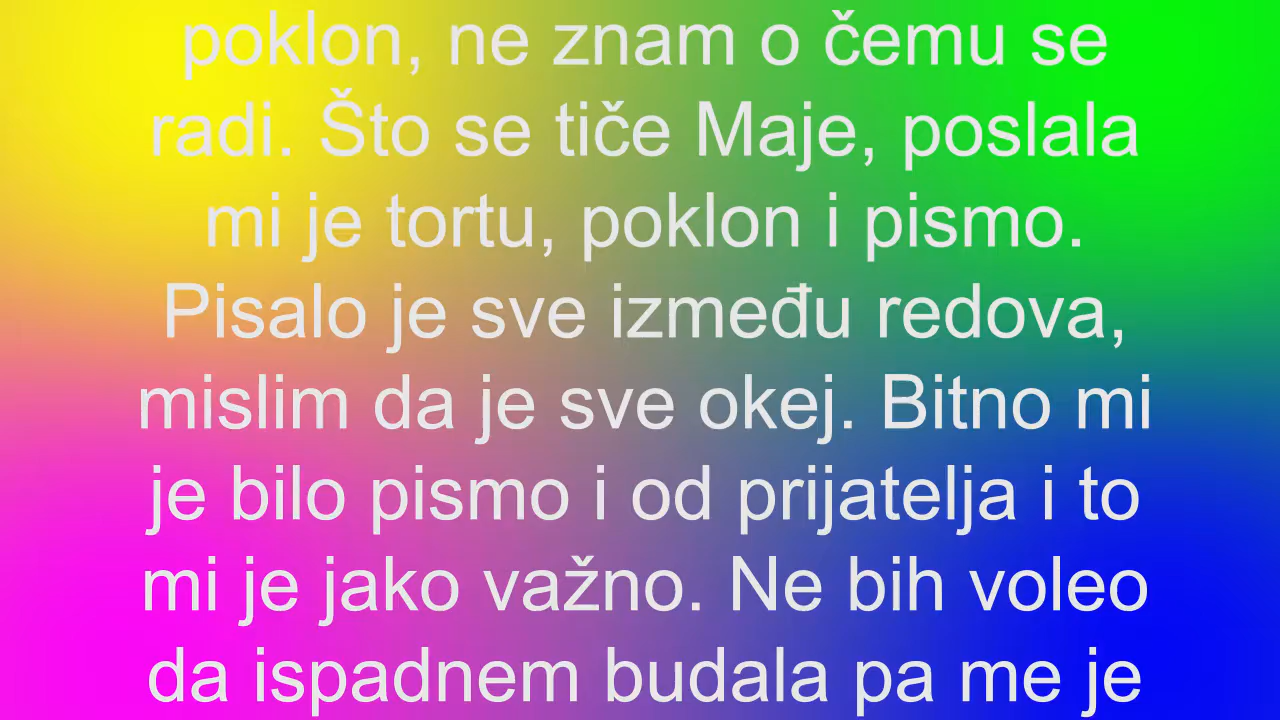 poklon, ne znam o čemu se
radi. Što se tiče Maje, poslala
mi je tortu, poklon i pismo.
Pisalo je sve između redova,
mislim da je sve okej. Bitno mi
je bilo pismo i od prijatelja i to
mi je jako važno. Ne bih voleo
da ispadnem budala pa me je